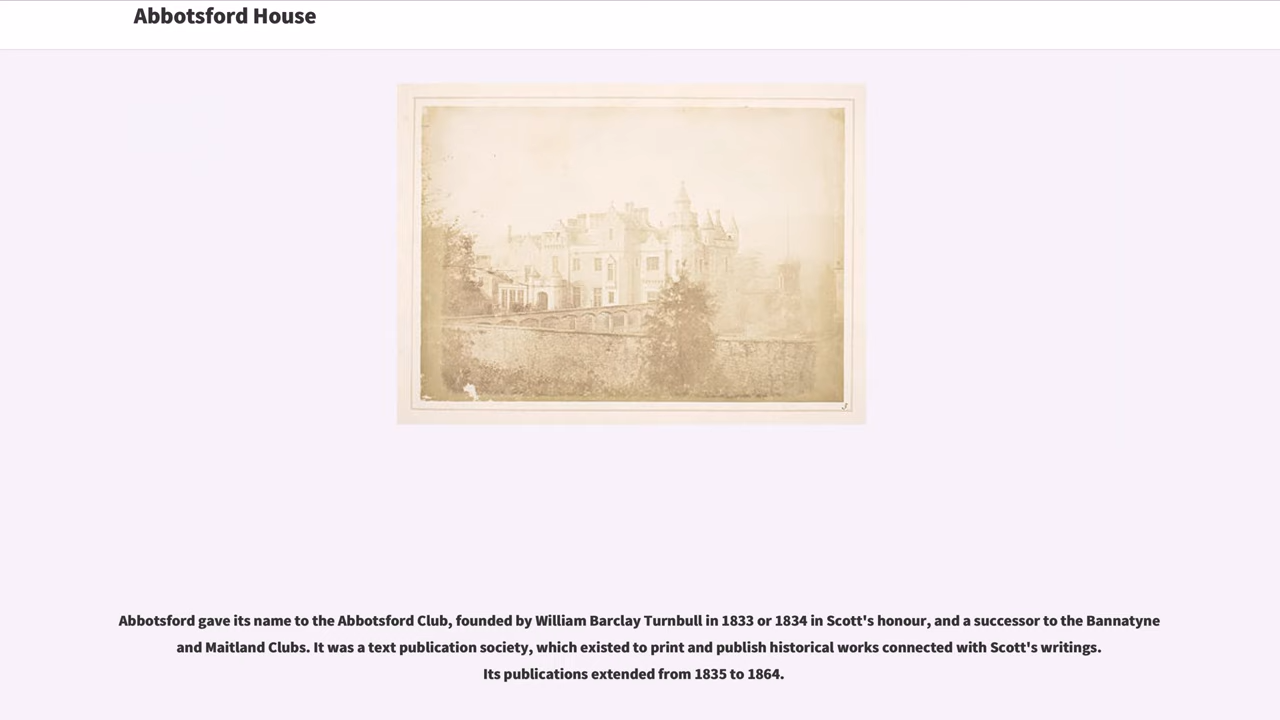 Abbotsford House
Abbotsford gave its name to the Abbotsford Club, founded by William Barclay Turnbull in 1833 or 1834 in Scott's honour, and a successor to the Bannatyne
and Maitland Clubs. It was a text publication society, which existed to print and publish historical works connected with Scott's writings.
Its publications extended from 1835 to 1864.